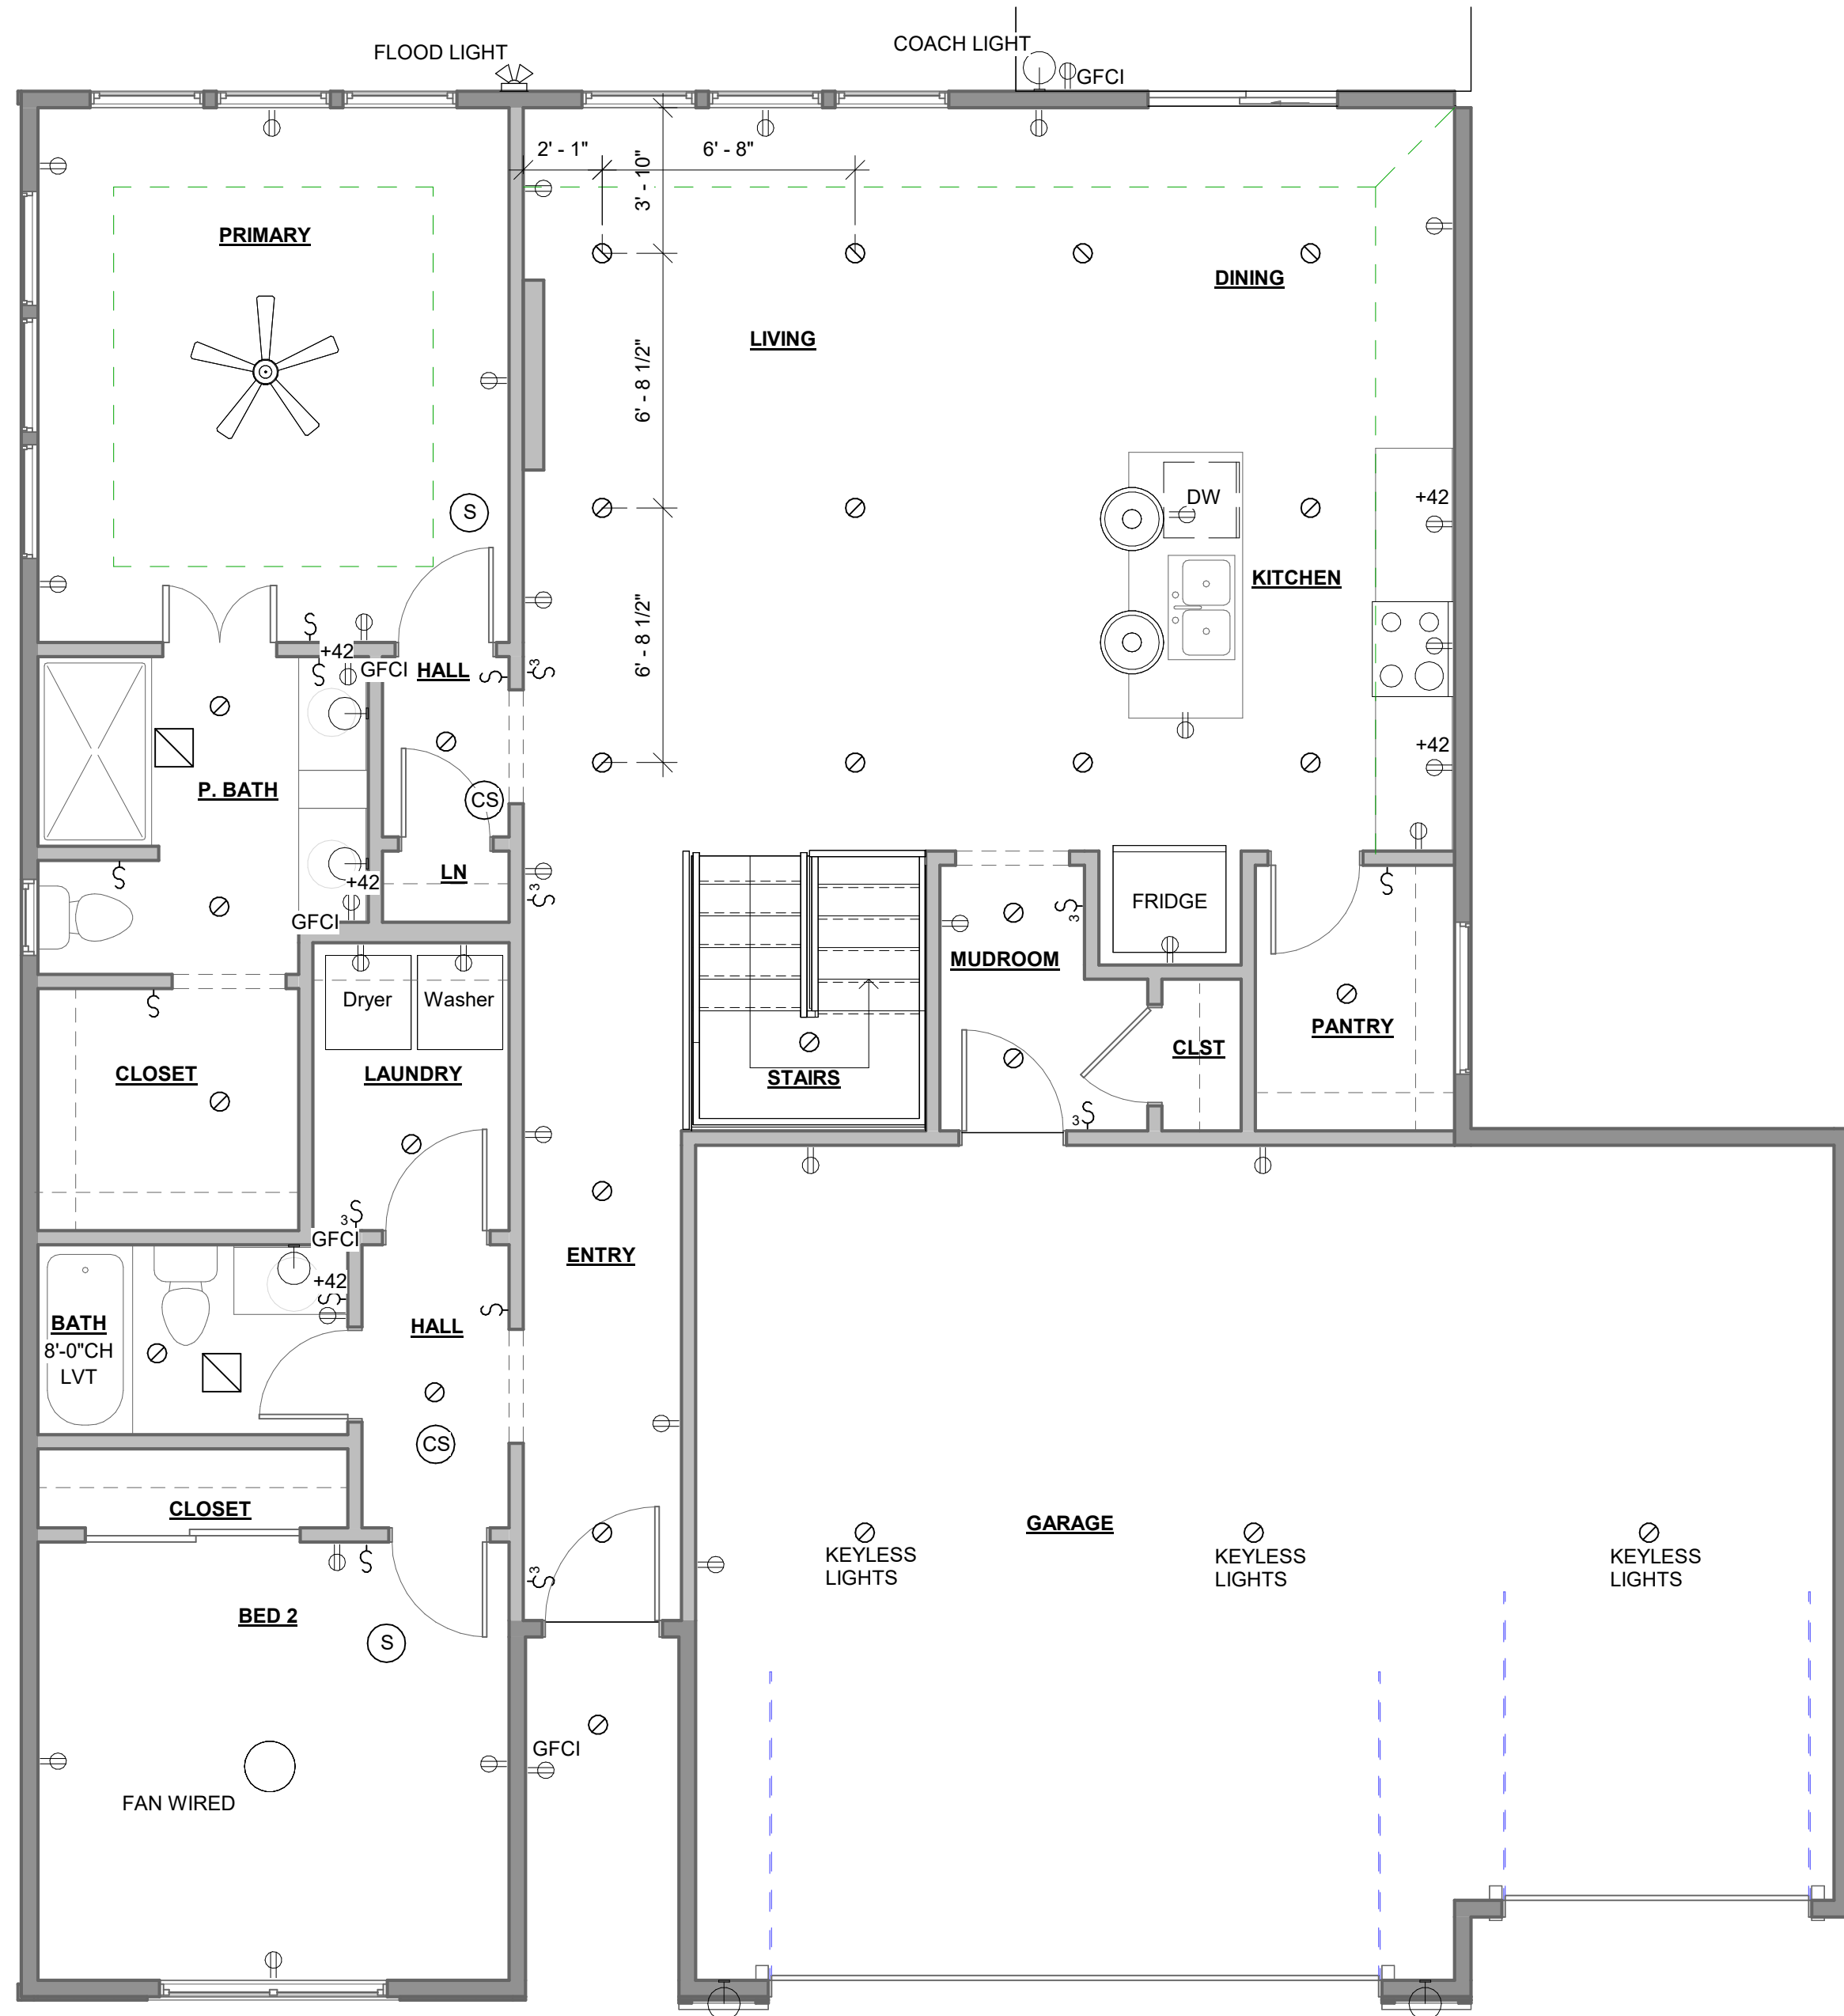 FLOOD LIGHT
COACH LIGHT
GFCI
2' - 1"
6' - 8"
3' - 10"
PRIMARY
DINING
LIVING
6' - 8 1/2"
S
DW
+42
KITCHEN
6' - 8 1/2"
+42
GFCI
HALL
3
+42
P. BATH
CS
LN
+42
GFCI
3
FRIDGE
3
MUDROOM
Dryer
Washer
PANTRY
CLST
CLOSET
LAUNDRY
STAIRS
3
3
GFCI
ENTRY
+42
BATH
8'-0"CH
LVT
HALL
CS
CLOSET
GARAGE
KEYLESS
LIGHTS
KEYLESS
LIGHTS
KEYLESS
LIGHTS
3
BED 2
S
GFCI
FAN WIRED